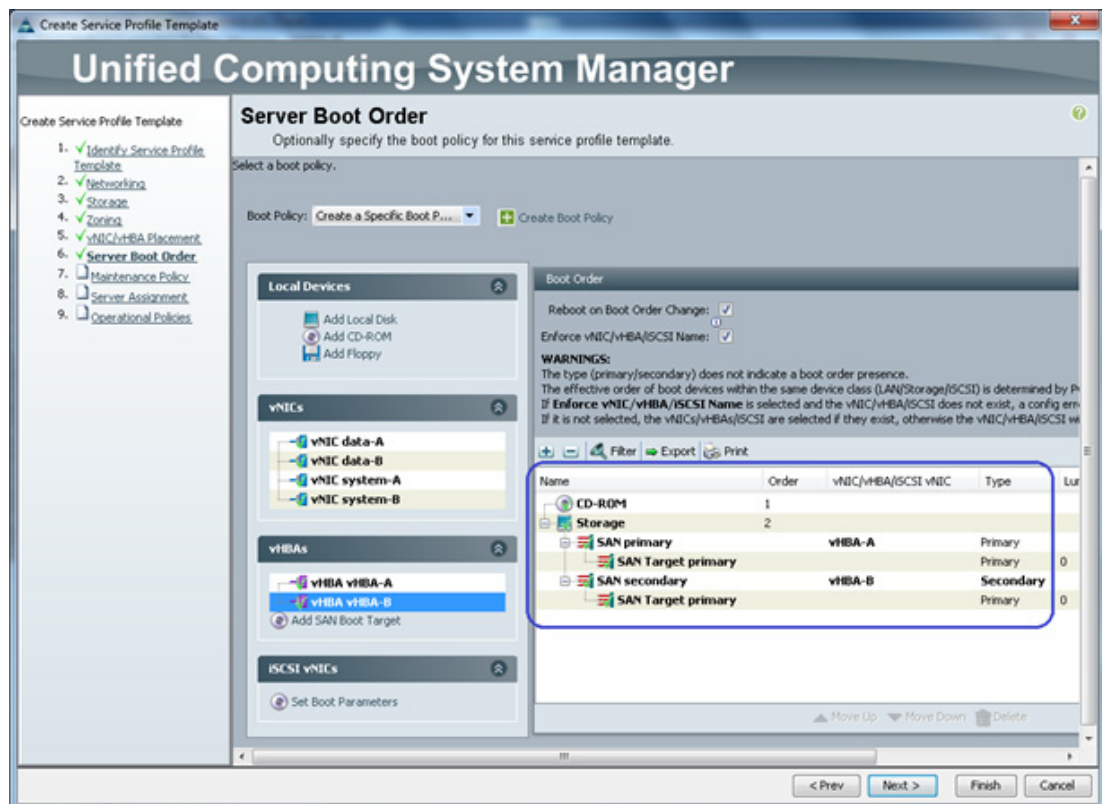 Create Service Profile Template
Unified Computing System Manager
Create Service Profile Template
1. Identify Service Profile Template
2. Networking
3. Storage
4. Zoning
5. vNIC/vHBA Placement
6. Server Boot Order
7. Maintenance Policy
8. Server Assignment
9. Operational Policies
Server Boot Order
Optionally specify the boot policy for this service profile template.
Select a boot policy.
Boot Policy: Create a Specific Boot P... Create Boot Policy
Local Devices
Add Local Disk
Add CD-ROM
Add Floppy
vNICs
vNIC data-A
vNIC data-B
vNIC system-A
vNIC system-B
vHBAs
vHBA vHBA-A
vHBA vHBA-B
Add SAN Boot Target
iSCSI vNICs
Set Boot Parameters
Boot Order
Reboot on Boot Order Change:
Enforce vNIC/vHBA/iSCSI Name:
WARNINGS:
The type (primary/secondary) does not indicate a boot order presence.
The effective order of boot devices within the same device class (LAN/Storage/iSCSI) is determined by
If Enforce vNIC/vHBA/iSCSI Name is selected and the vNIC/vHBA/iSCSI does not exist, a config
If it is not selected, the vNICs/vHBAs/iSCSI are selected if they exist, otherwise the vNIC/vHBA/iSCSI
Filter Export Print
Name Order vNIC/vHBA/iSCSI vNIC Type
CD-ROM 1
Storage 2
SAN primary vHBA-A Primary
SAN Target primary Primary 0
SAN secondary vHBA-B Secondary
SAN Target primary Primary 0
Move Up Move Down Delete
< Prev Next > Finish Cancel